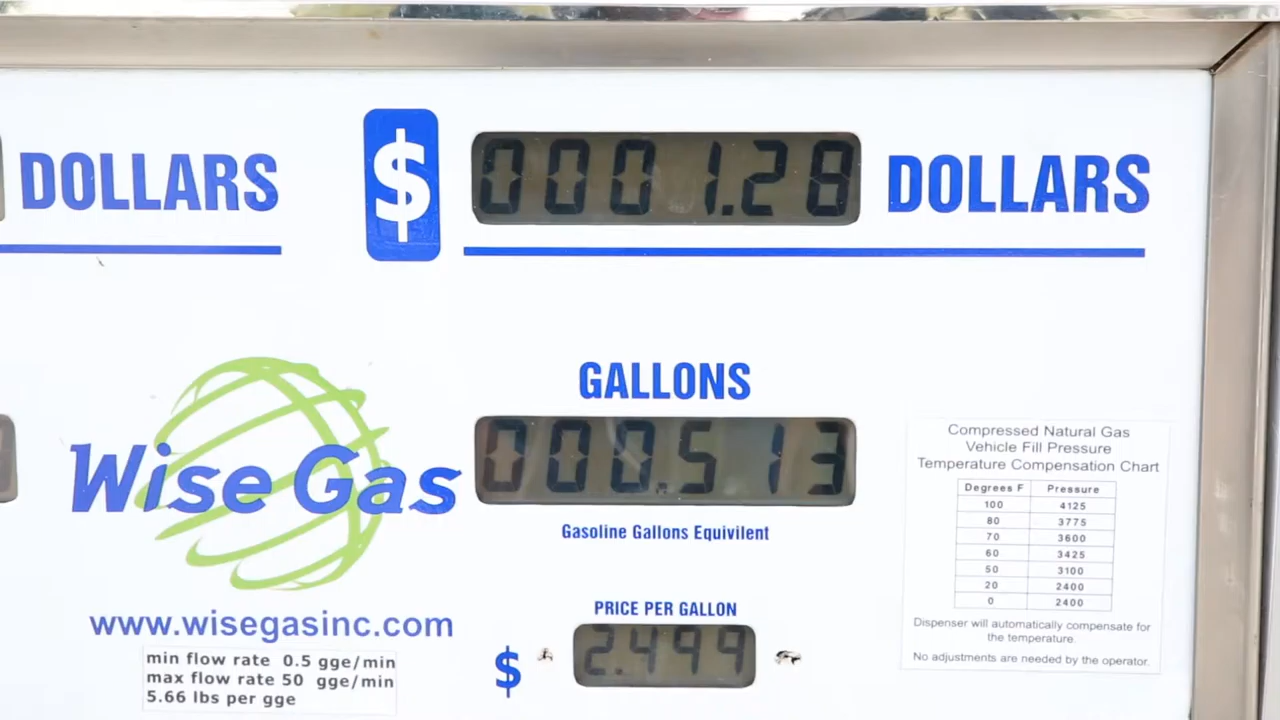 DOLLARS
$
0001.28
DOLLARS
GALLONS
000.513
Gasoline Gallons Equivilent
Wise Gas
www.wisegasinc.com
min flow rate 0.5 gge/min
max flow rate 50 gge/min
5.66 lbs per gge
PRICE PER GALLON
$ 2.499
Compressed Natural Gas
Vehicle Fill Pressure
Temperature Compensation Chart
Degrees F Pressure
100 4125
80 3775
70 3600
60 3425
50 3100
20 2400
0 2400
Dispenser will automatically compensate for
the temperature.
No adjustments are needed by the operator.